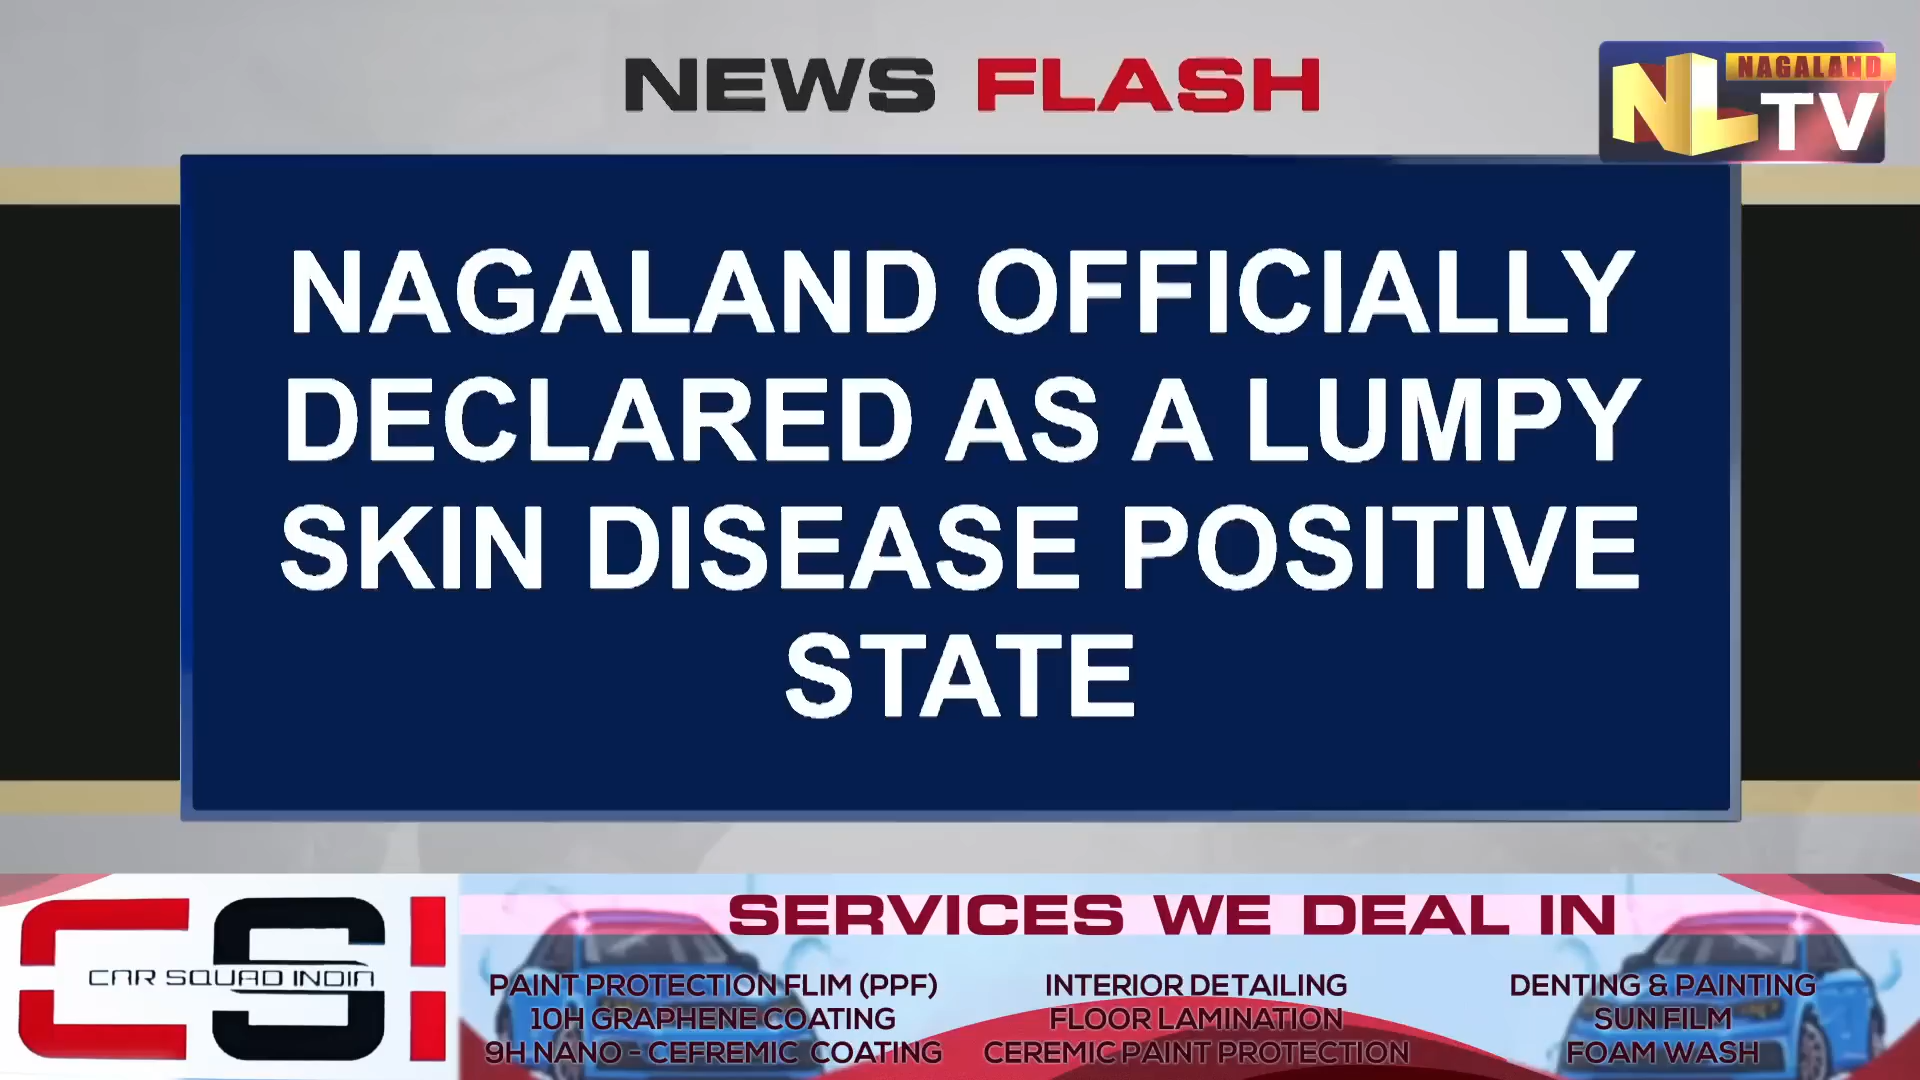 NEWS FLASH
NAGALAND
NL TV
NAGALAND OFFICIALLY
DECLARED AS A LUMPY
SKIN DISEASE POSITIVE
STATE
CSI
CAR SQUAD INDIA
SERVICES WE DEAL IN
PAINT PROTECTION FLIM (PPF)
10H GRAPHENE COATING
9H NANO - CEFREMIC COATING
INTERIOR DETAILING
FLOOR LAMINATION
CEREMIC PAINT PROTECTION
DENTING & PAINTING
SUN FILM
FOAM WASH